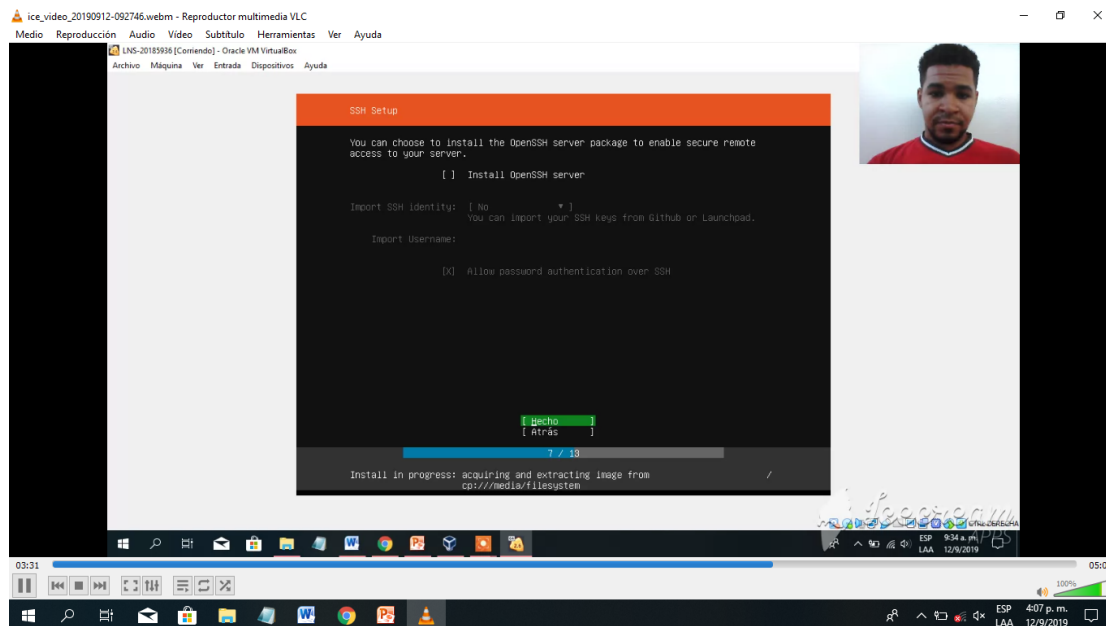 ice_video_20190912-092746.webm - Reproductor multimedia VLC
Medio Reproducción Audio Vídeo Subtítulo Herramientas Ver Ayuda
LNS-20185936 [Corriendo] - Oracle VM VirtualBox
Archivo Máquina Ver Entrada Dispositivos Ayuda
SSH Setup
You can choose to install the OpenSSH server package to enable secure remote
access to your server.
[ ] Install OpenSSH server
Import SSH identity: [ No ▾ ]
You can import your SSH keys from Github or Launchpad.
Import Username:
[X] Allow password authentication over SSH
[ Hecho ]
[ Atrás ]
7 / 13
Install in progress: acquiring and extracting image from /
cp:///media/filesystem
CTRL DERECHA
APPS
ESP 9:34 a. m.
LAA 12/9/2019
03:31 05:0
100%
ESP 4:07 p. m.
LAA 12/9/2019